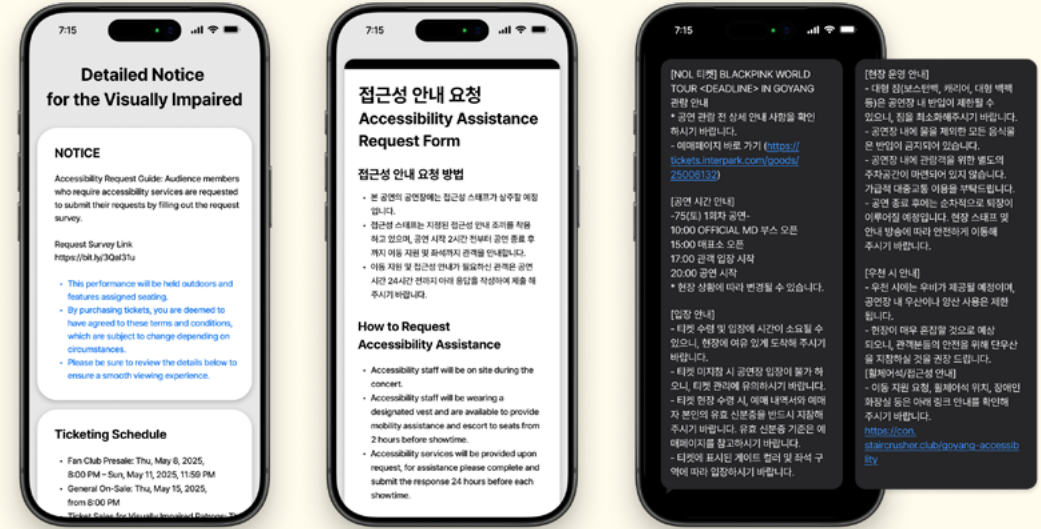 7:15
Detailed Notice
for the Visually Impaired
NOTICE
Accessibility Request Guide: Audience members
who require accessibility services are requested
to submit their requests by filling out the request
survey.
Request Survey Link
https://bit.ly/3Qal31u
• This performance will be held outdoors and
features assigned seating.
• By purchasing tickets, you are deemed to
have agreed to these terms and conditions,
which are subject to change depending on
circumstances.
• Please be sure to review the details below to
ensure a smooth viewing experience.
Ticketing Schedule
• Fan Club Presale: Thu, May 8, 2025,
8:00 PM – Sun, May 11, 2025, 11:59 PM
• General On-Sale: Thu, May 15, 2025,
from 8:00 PM
• Ticket Sales for Visually Impaired Patrons:
7:15
접근성 안내 요청
Accessibility Assistance
Request Form
접근성 안내 요청 방법
• 본 공연의 공연장에는 접근성 스태프가 상주할 예정
입니다.
• 접근성 스태프는 지정된 접근성 안내 조끼를 착용
하고 있으며, 공연 시작 2시간 전부터 공연 종료 후
까지 이동 지원 및 좌석까지 관객을 안내합니다.
• 이동 지원 및 접근성 안내가 필요하신 관객은 공연
시간 24시간 전까지 아래 응답을 작성하여 제출 해
주시기 바랍니다.
How to Request
Accessibility Assistance
• Accessibility staff will be on site during the
concert.
• Accessibility staff will be wearing a
designated vest and are available to provide
mobility assistance and escort to seats from
2 hours before showtime.
• Accessibility services will be provided upon
request, for assistance please complete and
submit the response 24 hours before each
showtime.
7:15
[NOL 티켓] BLACKPINK WORLD
TOUR <DEADLINE> IN GOYANG
관람 안내
* 공연 관람 전 상세 안내 사항을 확인
하시기 바랍니다.
- 예매페이지 바로 가기 (https://
tickets.interpark.com/goods/
25006132)
[공연 시간 안내]
-7.5(토) 1회차 공연-
10:00 OFFICIAL MD 부스 오픈
15:00 매표소 오픈
17:00 관객 입장 시작
20:00 공연 시작
* 현장 상황에 따라 변경될 수 있습니다.
[입장 안내]
- 티켓 수령 및 입장에 시간이 소요될 수
있으니, 현장에 여유 있게 도착해 주시기
바랍니다.
- 티켓 미지참 시 공연장 입장이 불가 하
오니, 티켓 관리에 유의하시기 바랍니다.
- 티켓 현장 수령 시, 예매 내역서와 예매
자 본인의 유효 신분증을 반드시 지참해
주시기 바랍니다. 유효 신분증 기준은 예
매페이지를 참고하시기 바랍니다.
- 티켓에 표시된 게이트 컬러 및 좌석 구
역에 따라 입장하시기 바랍니다.
[현장 운영 안내]
- 대형 짐(보스턴백, 캐리어, 대형 백팩
등)은 공연장 내 반입이 제한될 수
있으니, 짐을 최소화해주시기 바랍니다.
- 공연장 내에 물을 제외한 모든 음식물
은 반입이 금지되어 있습니다.
- 공연장 내에 관람객을 위한 별도의
주차공간이 마련되어 있지 않습니다.
가급적 대중교통 이용을 부탁드립니다.
- 공연 종료 후에는 순차적으로 퇴장이
이루어질 예정입니다. 현장 스태프 및
안내 방송에 따라 안전하게 이동해
주시기 바랍니다.
[우천 시 안내]
- 우천 시에는 우비가 제공될 예정이며,
공연장 내 우산이나 양산 사용은 제한
됩니다.
- 현장이 매우 혼잡할 것으로 예상
되오니, 관객분들의 안전을 위해 단우산
을 지참하실 것을 권장 드립니다.
[휠체어석/접근성 안내]
- 이동 지원 요청, 휠체어석 위치, 장애인
화장실 등은 아래 링크 안내를 확인해
주시기 바랍니다.
https://con.
staircrusher.club/goyang-accessib
ility